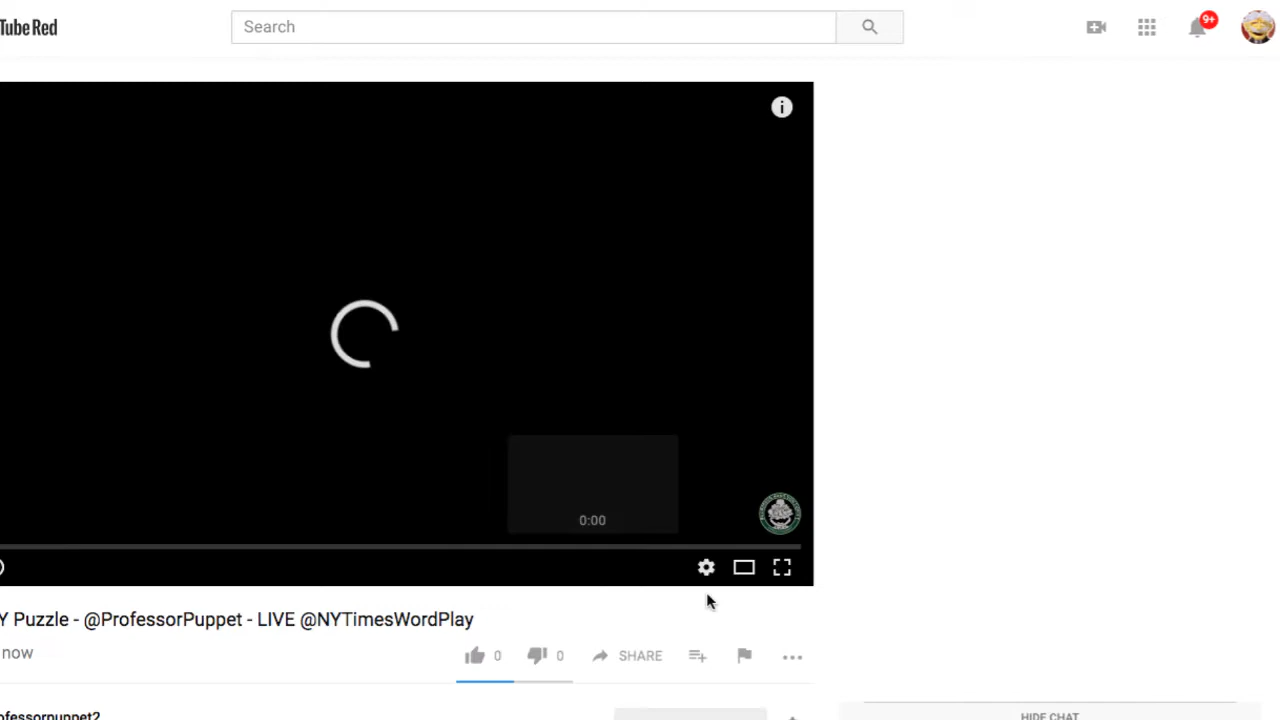 Tube Red
Search
9+
0:00
Y Puzzle - @ProfessorPuppet - LIVE @NYTimesWordPlay
now
0
0
SHARE
ofessorpuppet2
HIDE CHAT